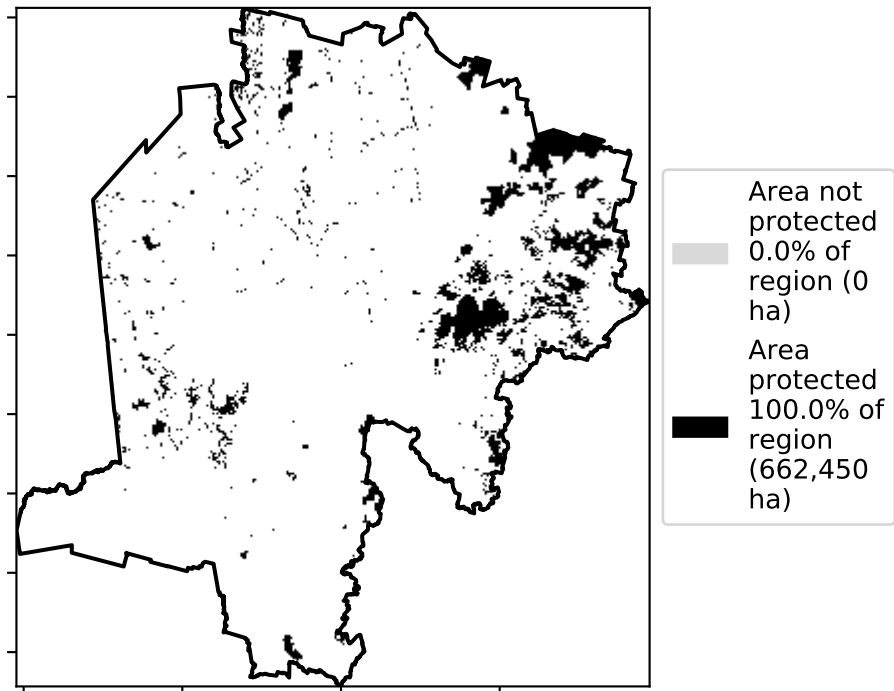 Area not
protected
0.0% of
region (0
ha)
Area
protected
100.0% of
region
(662,450
ha)